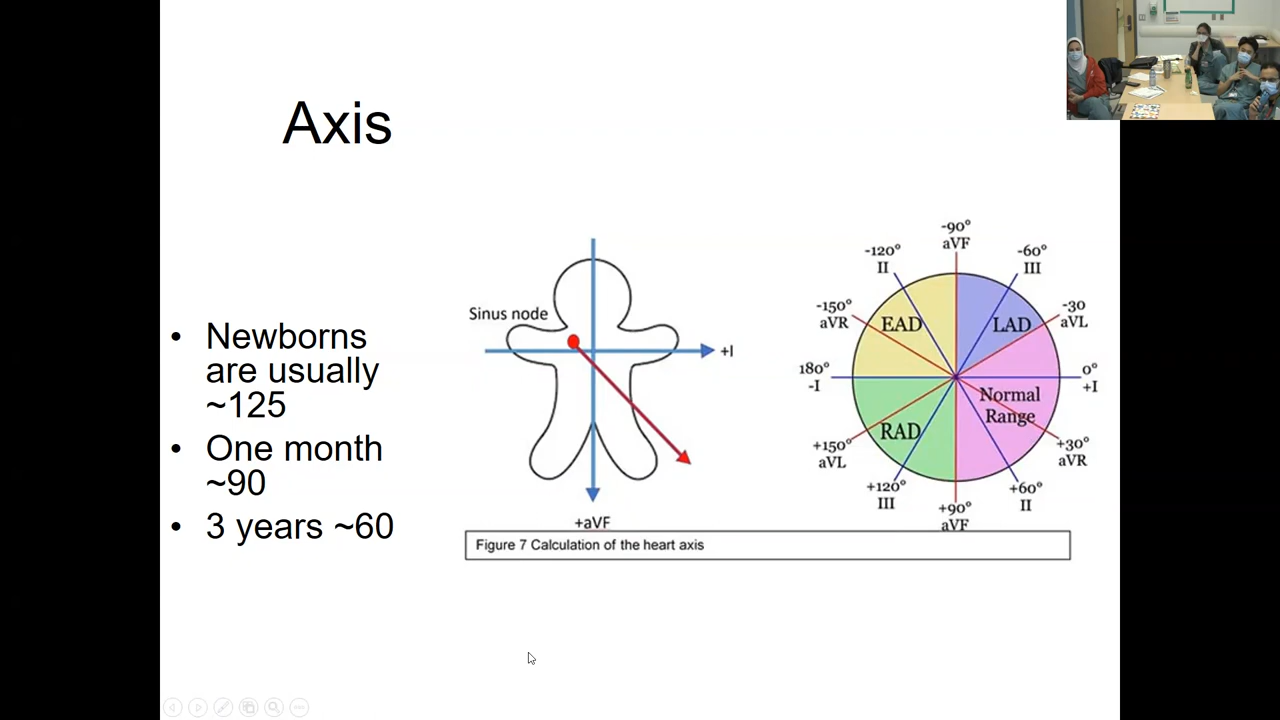 Axis
• Newborns
are usually
~125
• One month
~90
• 3 years ~60
Sinus node
+I
+aVF
-90°
aVF
-120°
II
-60°
III
-150°
aVR
-30
aVL
EAD
LAD
180°
-I
0°
+I
Normal
Range
RAD
+150°
aVL
+30°
aVR
+120°
III
+60°
II
+90°
aVF
Figure 7 Calculation of the heart axis